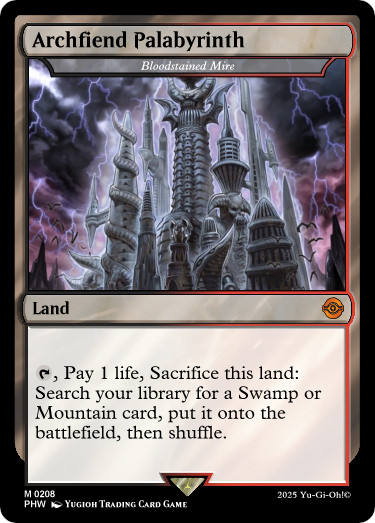 Archfiend Palabyrinth
Bloodstained Mire
Land
, Pay 1 life, Sacrifice this land:
Search your library for a Swamp or
Mountain card, put it onto the
battlefield, then shuffle.
M 0208
PHW Yugioh Trading Card Game
2025 Yu-Gi-Oh!©